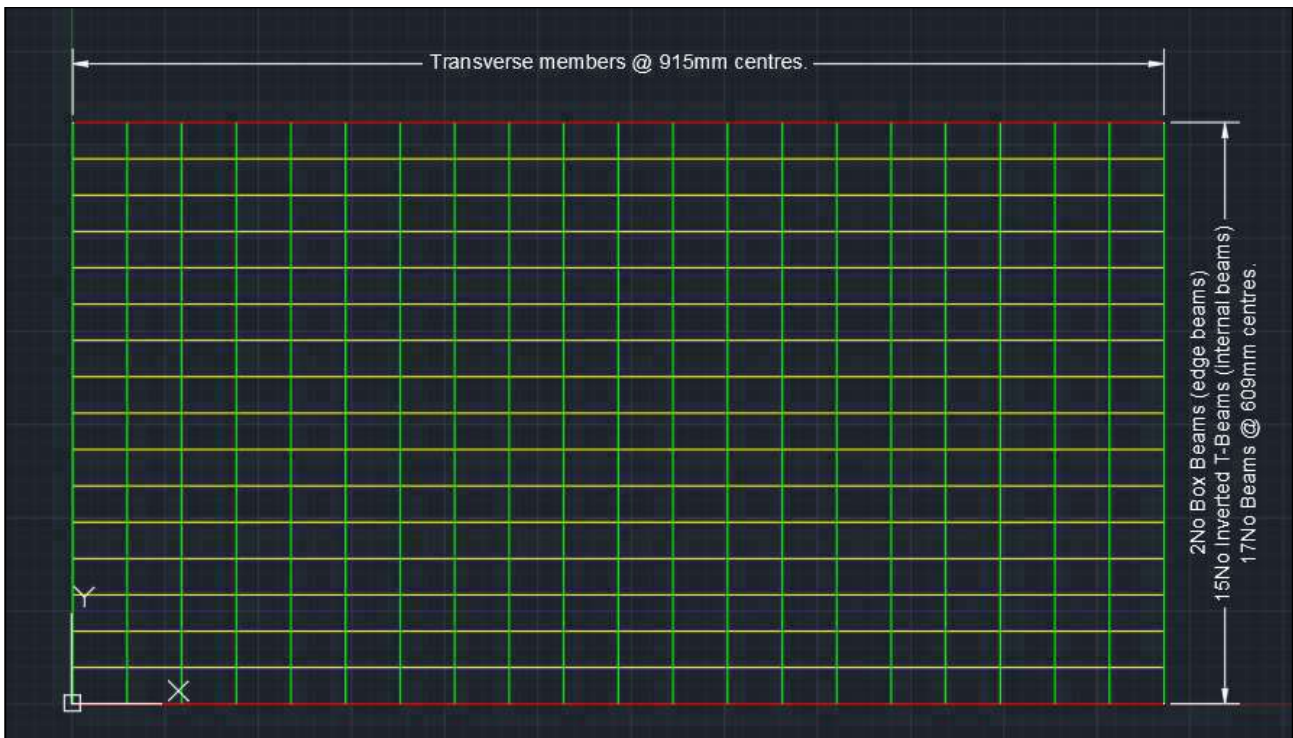 Transverse members @ 915mm centres.
2No Box Beams (edge beams)
15No Inverted T-Beams (internal beams)
17No Beams @ 609mm centres.
Y
X